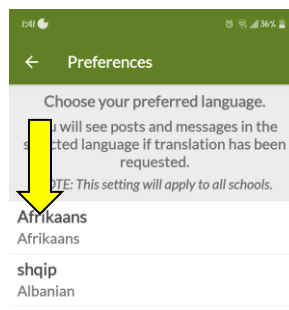 1:41 36%
Preferences
Choose your preferred language.
will see posts and messages in the
language if translation has been
requested.
This setting will apply to all schools.
Afrikaans
Afrikaans
shqip
Albanian